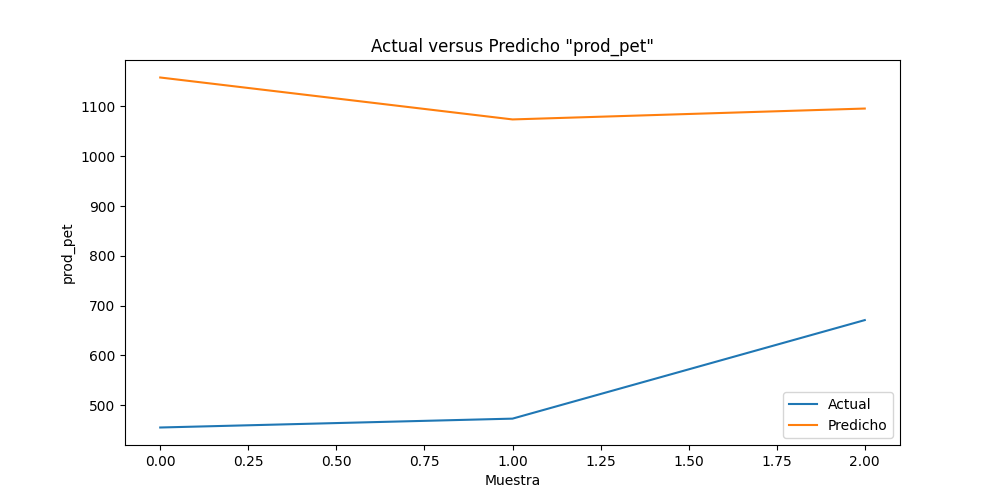 Actual versus Predicho "prod_pet"
prod_pet
1100
1000
900
800
700
600
500
0.00 0.25 0.50 0.75 1.00 1.25 1.50 1.75 2.00
Muestra
Actual
Predicho